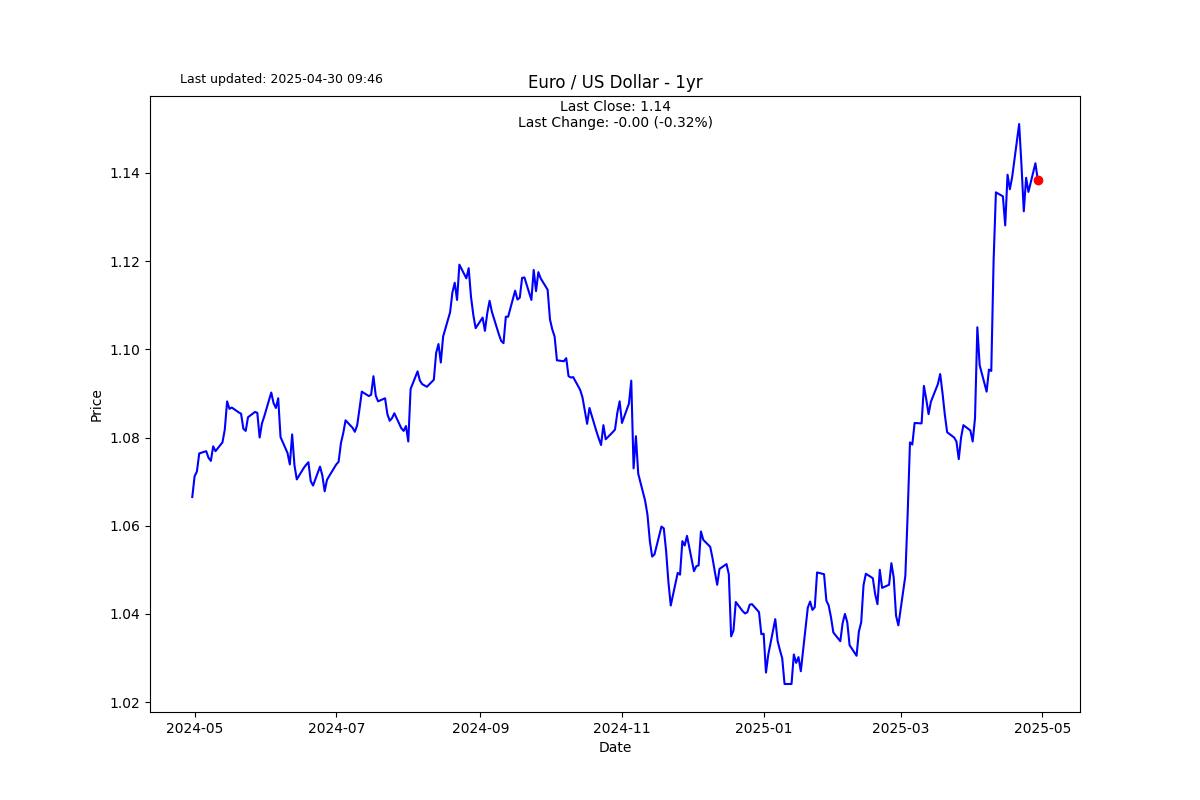 Last updated: 2025-04-30 09:46
Euro / US Dollar - 1yr
Last Close: 1.14
Last Change: -0.00 (-0.32%)
Price
1.14
1.12
1.10
1.08
1.06
1.04
1.02
2024-05 2024-07 2024-09 2024-11 2025-01 2025-03 2025-05
Date